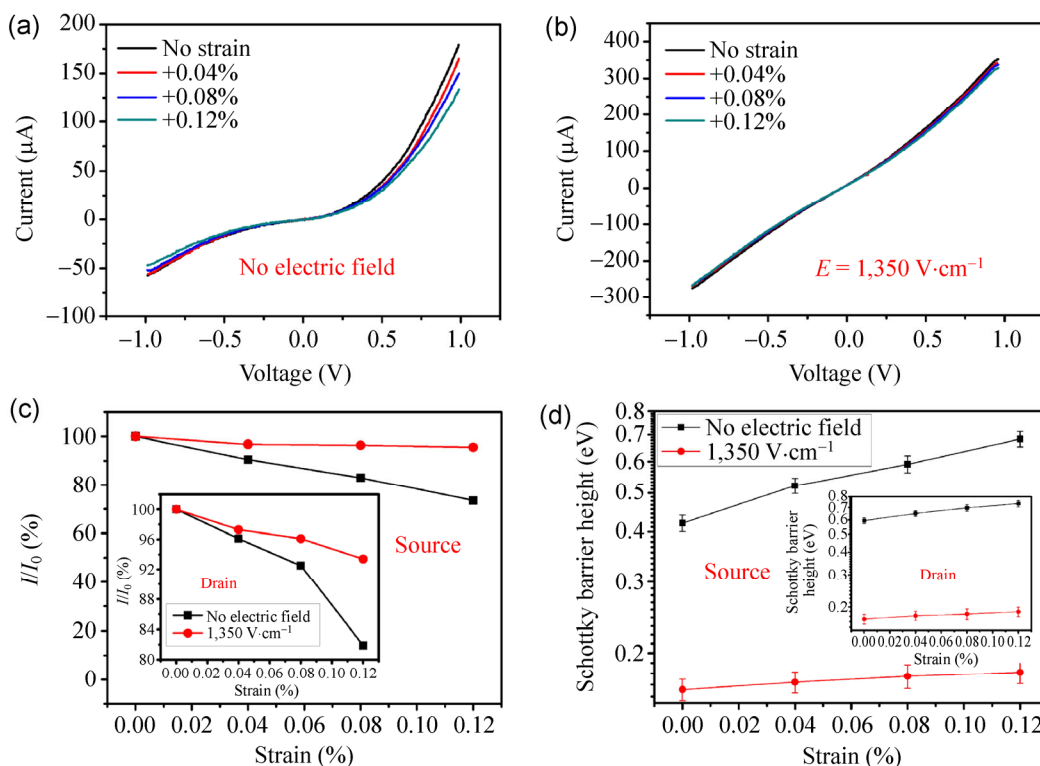 (a)
No strain
+0.04%
+0.08%
+0.12%
No electric field
200
150
100
50
0
−50
−100
Current (μA)
−1.0 −0.5 0.0 0.5 1.0
Voltage (V)
(b)
No strain
+0.04%
+0.08%
+0.12%
E = 1,350 V·cm⁻¹
400
300
200
100
0
−100
−200
−300
Current (μA)
−1.0 −0.5 0.0 0.5 1.0
Voltage (V)
(c)
100
80
60
40
20
0
I/I₀ (%)
Source
100
96
92
88
84
80
I/I₀ (%)
Drain
No electric field
1,350 V·cm⁻¹
0.00 0.02 0.04 0.06 0.08 0.10 0.12
Strain (%)
0.00 0.02 0.04 0.06 0.08 0.10 0.12
Strain (%)
(d)
No electric field
1,350 V·cm⁻¹
0.8
0.7
0.6
0.5
0.4
0.3
0.2
Schottky barrier height (eV)
Source
0.8
0.7
0.6
0.5
0.4
0.3
0.2
Schottky barrier
height (eV)
Drain
0.00 0.02 0.04 0.06 0.08 0.10 0.12
Strain (%)
0.00 0.02 0.04 0.06 0.08 0.10 0.12
Strain (%)